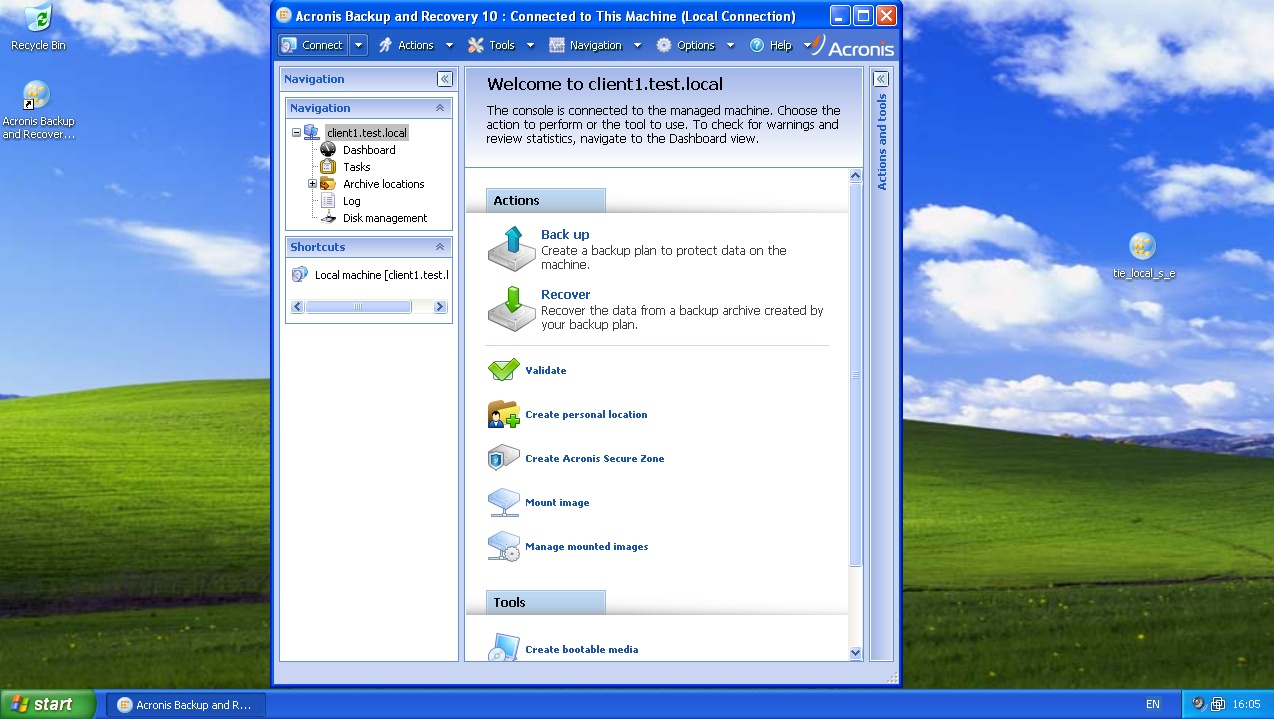 Recycle Bin
Acronis Backup
and Recover...
Acronis Backup and Recovery 10 : Connected to This Machine (Local Connection)
Connect Actions Tools Navigation Options Help Acronis
Navigation
Navigation
client1.test.local
Dashboard
Tasks
Archive locations
Log
Disk management
Shortcuts
Local machine [client1.test.l
Welcome to client1.test.local
The console is connected to the managed machine. Choose the
action to perform or the tool to use. To check for warnings and
review statistics, navigate to the Dashboard view.
Actions
Back up
Create a backup plan to protect data on the
machine.
Recover
Recover the data from a backup archive created by
your backup plan.
Validate
Create personal location
Create Acronis Secure Zone
Mount image
Manage mounted images
Tools
Create bootable media
Actions and tools
tie_local_s_e
start
Acronis Backup and R...
EN
16:05